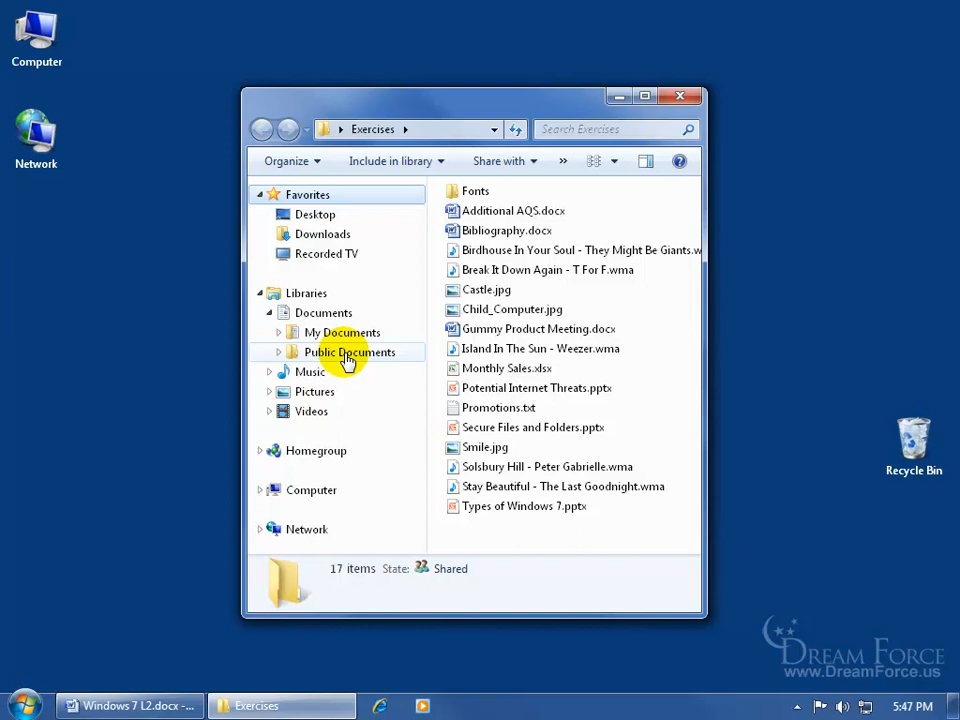 Computer
Network
Exercises
Search Exercises
Organize
Include in library
Share with
»
Favorites
Desktop
Downloads
Recorded TV
Libraries
Documents
My Documents
Public Documents
Music
Pictures
Videos
Homegroup
Computer
Network
Fonts
Additional AQS.docx
Bibliography.docx
Birdhouse In Your Soul - They Might Be Giants.w
Break It Down Again - T For F.wma
Castle.jpg
Child_Computer.jpg
Gummy Product Meeting.docx
Island In The Sun - Weezer.wma
Monthly Sales.xlsx
Potential Internet Threats.pptx
Promotions.txt
Secure Files and Folders.pptx
Smile.jpg
Solsbury Hill - Peter Gabrielle.wma
Stay Beautiful - The Last Goodnight.wma
Types of Windows 7.pptx
17 items State: Shared
Recycle Bin
DREAM FORCE
www.DreamForce.us
Windows 7 L2.docx -...
Exercises
5:47 PM